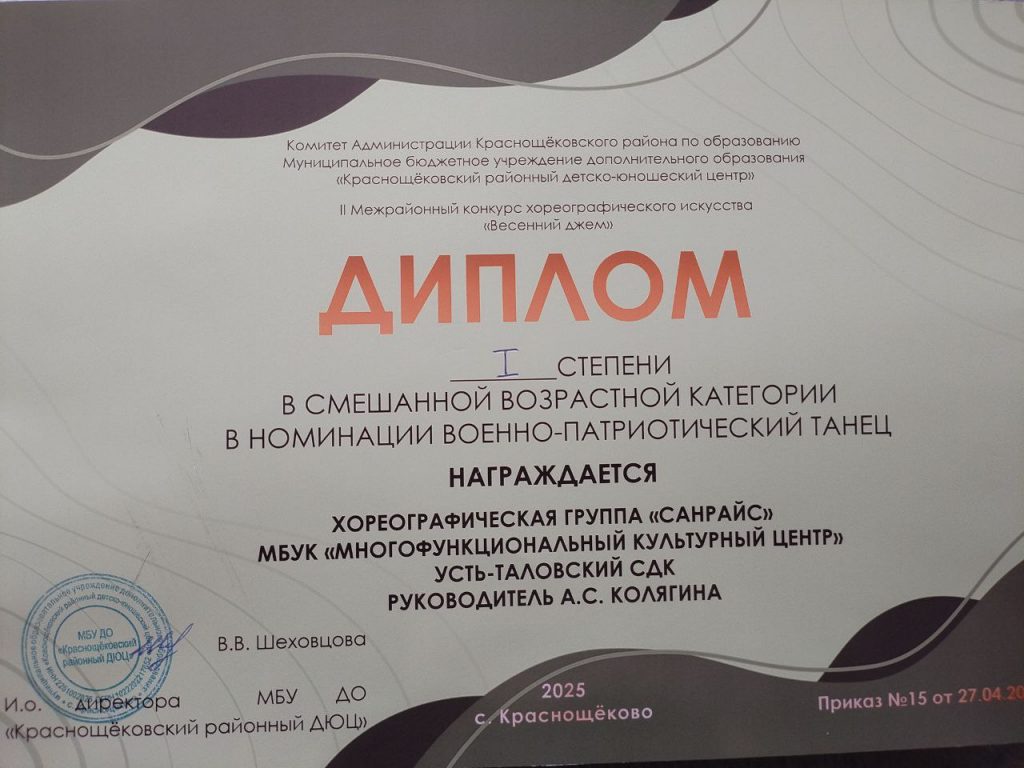 Комитет Администрации Краснощёковского района по образованию
Муниципальное бюджетное учреждение дополнительного образования
«Краснощёковский районный детско-юношеский центр»
II Межрайонный конкурс хореографического искусства
«Весенний джем»
ДИПЛОМ
I СТЕПЕНИ
В СМЕШАННОЙ ВОЗРАСТНОЙ КАТЕГОРИИ
В НОМИНАЦИИ ВОЕННО-ПАТРИОТИЧЕСКИЙ ТАНЕЦ
НАГРАЖДАЕТСЯ
ХОРЕОГРАФИЧЕСКАЯ ГРУППА «САНРАЙС»
МБУК «МНОГОФУНКЦИОНАЛЬНЫЙ КУЛЬТУРНЫЙ ЦЕНТР»
УСТЬ-ТАЛОВСКИЙ СДК
РУКОВОДИТЕЛЬ А.С. КОЛЯГИНА
МБУ ДО
«Краснощёковский
районный ДЮЦ»
В.В. Шеховцова
И.о. директора МБУ ДО
«Краснощёковский районный ДЮЦ»
2025
с. Краснощёково
Приказ №15 от 27.04.20